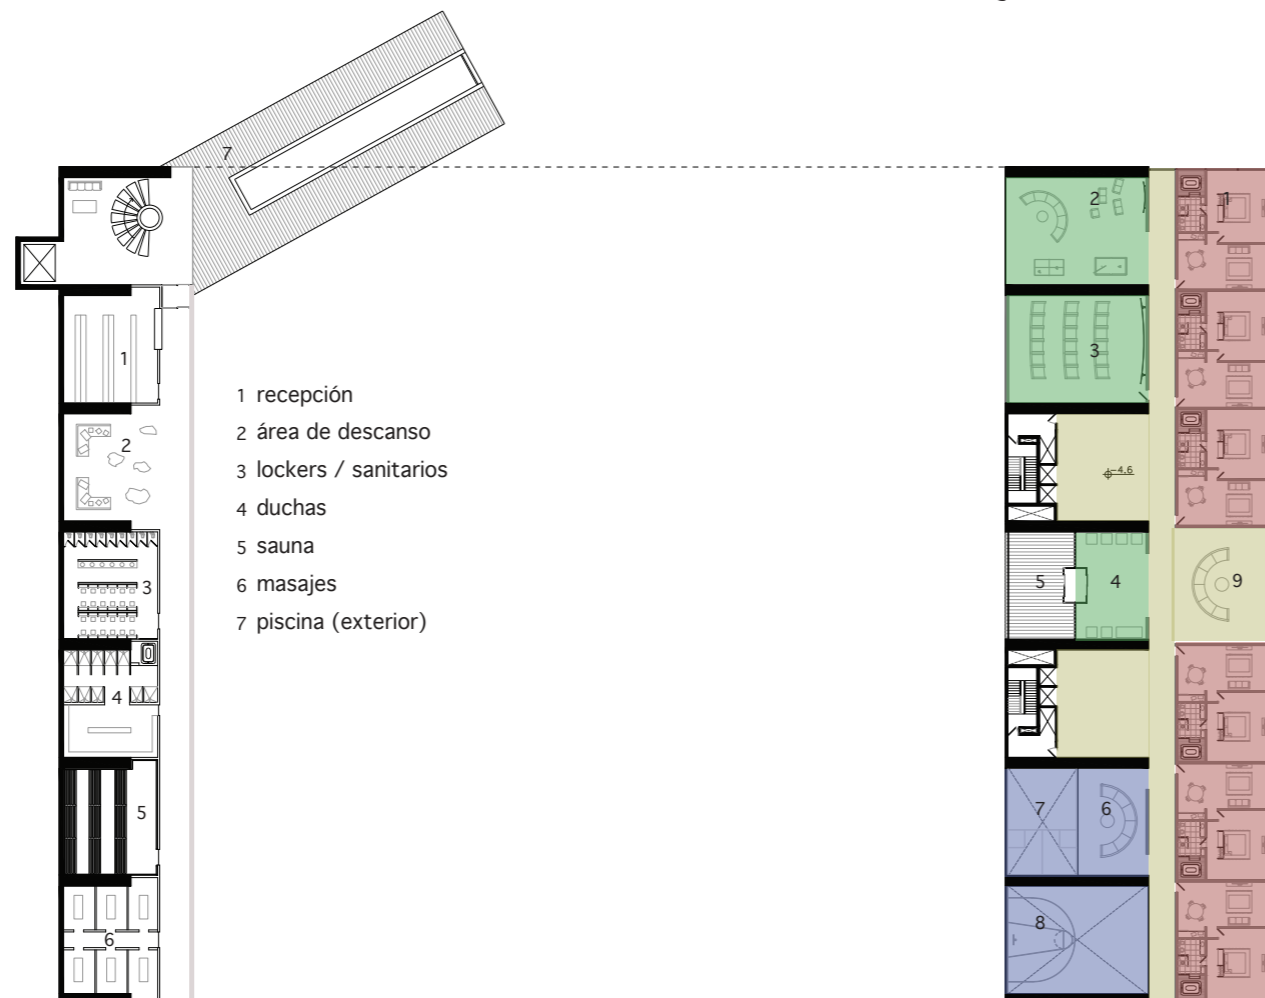 7
1
2
3
4
5
6
1 recepción
2 área de descanso
3 lockers / sanitarios
4 duchas
5 sauna
6 masajes
7 piscina (exterior)
2
1
3
-4.6
5
4
9
7
6
8